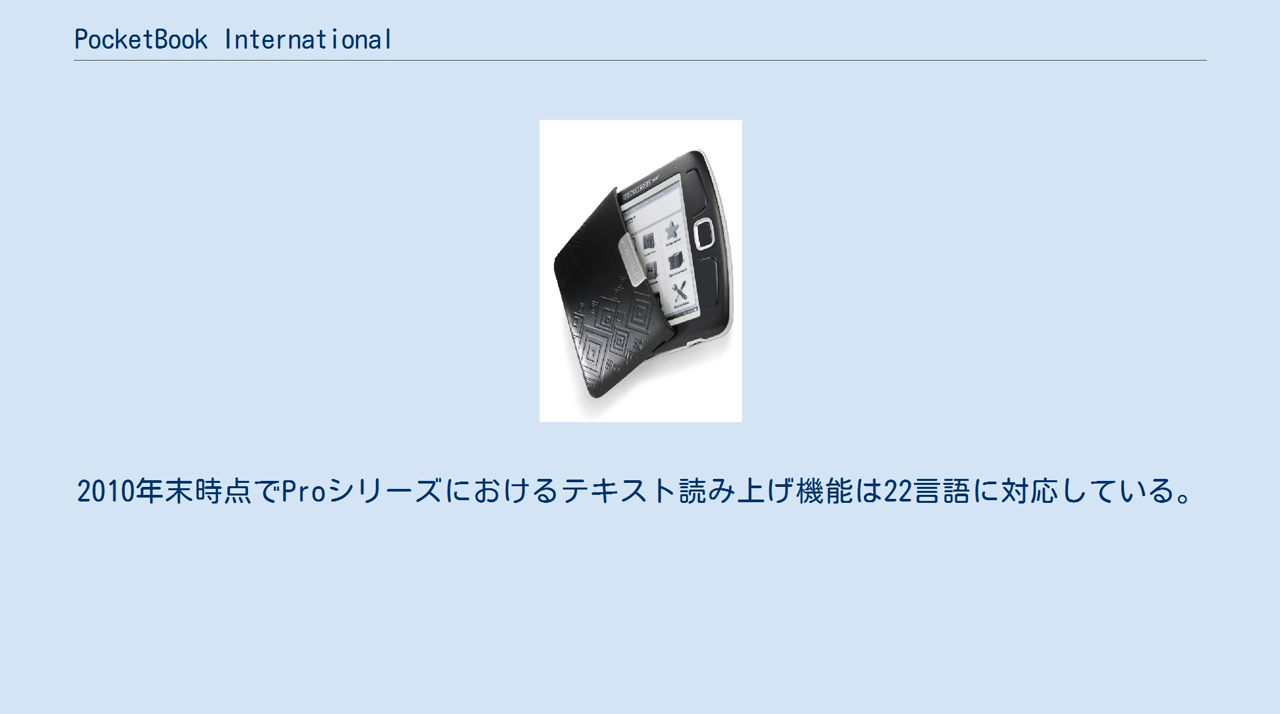 PocketBook International
2010年末時点でProシリーズにおけるテキスト読み上げ機能は22言語に対応している。